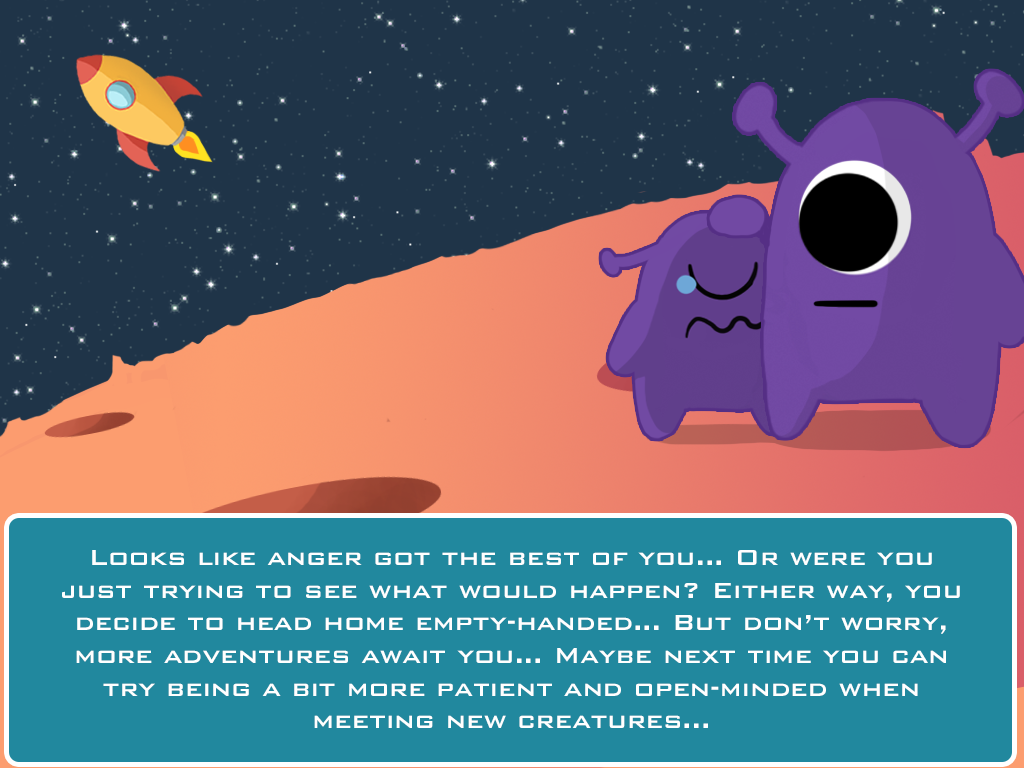 Looks like anger got the best of you... Or were you
just trying to see what would happen? Either way, you
decide to head home empty-handed... But don't worry,
more adventures await you... Maybe next time you can
try being a bit more patient and open-minded when
meeting new creatures...